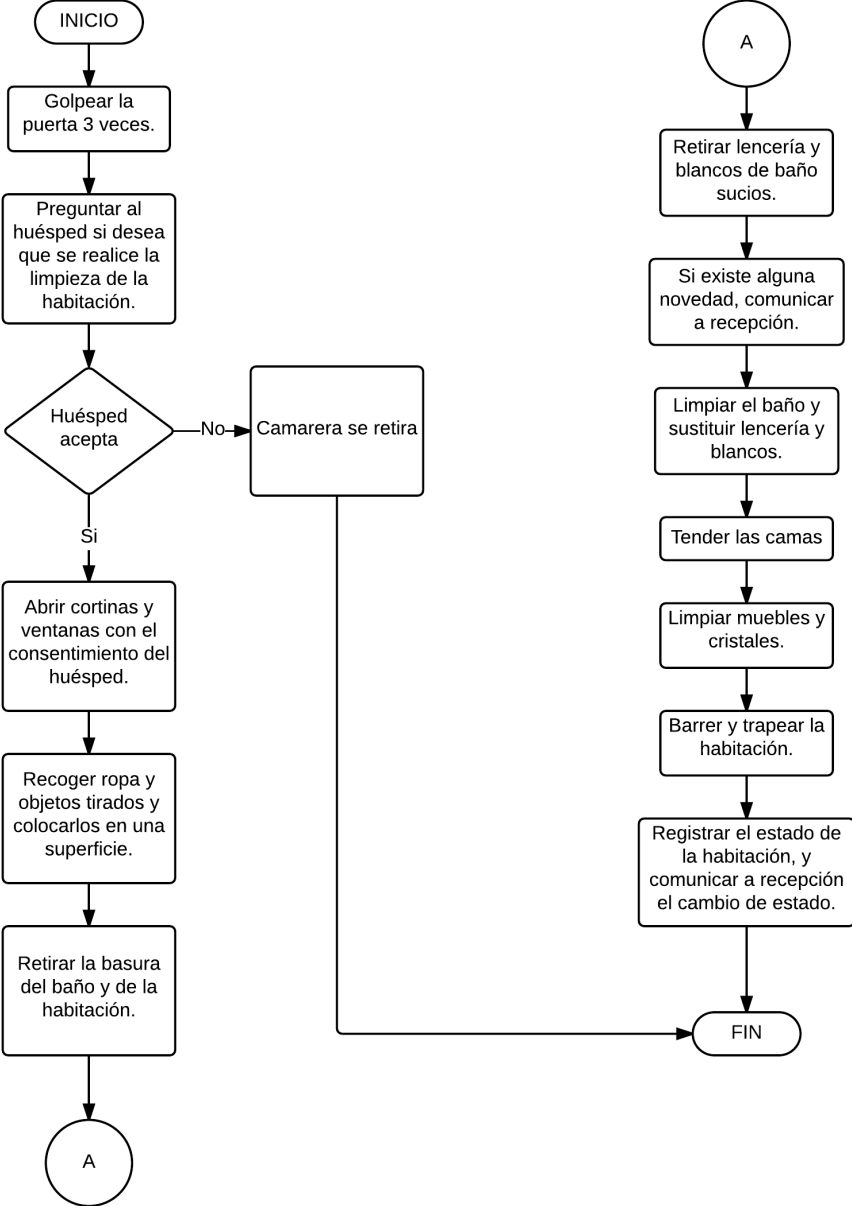 INICIO
Golpear la
puerta 3 veces.
Preguntar al
huésped si desea
que se realice la
limpieza de la
habitación.
Huésped
acepta
No
Camarera se retira
Si
Abrir cortinas y
ventanas con el
consentimiento del
huésped.
Recoger ropa y
objetos tirados y
colocarlos en una
superficie.
Retirar la basura
del baño y de la
habitación.
A
A
Retirar lencería y
blancos de baño
sucios.
Si existe alguna
novedad, comunicar
a recepción.
Limpiar el baño y
sustituir lencería y
blancos.
Tender las camas
Limpiar muebles y
cristales.
Barrer y trapear la
habitación.
Registrar el estado de
la habitación, y
comunicar a recepción
el cambio de estado.
FIN